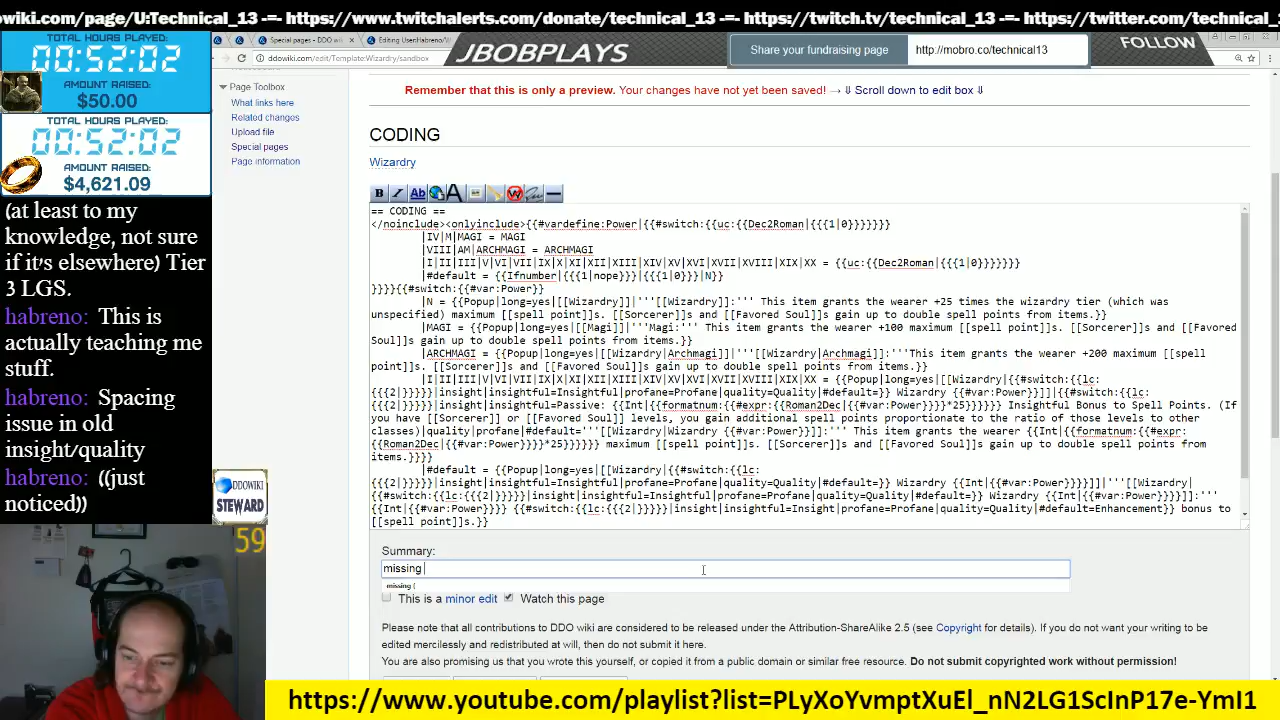 owiki.com/page/U:Technical_13 -=- https://www.twitchalerts.com/donate/technical_13 -=- https://twitch.tv/technical_13 -=- https://twitter.com/technical_
TOTAL HOURS PLAYED:
00:52:02
AMOUNT RAISED:
$50.00
TOTAL HOURS PLAYED:
00:52:02
AMOUNT RAISED:
$4,621.09
(at least to my
knowledge, not sure
if it's elsewhere) Tier
3 LGS.
habreno: This is
actually teaching me
stuff.
habreno: Spacing
issue in old
insight/quality
habreno: ((just
noticed))
DDOWIKI
STEWARD
59
Special pages - DDO wi
Editing User:Habreno/W
JBOBPLAYS
Share your fundraising page
http://mobro.co/technical13
FOLLOW
ddowiki.com/edit/Template:Wizardry/sandbox
Page Toolbox
What links here
Related changes
Upload file
Special pages
Page information
Remember that this is only a preview. Your changes have not yet been saved! → ⇓ Scroll down to edit box ⇓
CODING
Wizardry
B I Ab A
== CODING ==
</noinclude><onlyinclude>{{#vardefine:Power|{{#switch:{{uc:{{Dec2Roman|{{{1|0}}}}}}}
|IV|M|MAGI = MAGI
|VIII|AM|ARCHMAGI = ARCHMAGI
|I|II|III|V|VI|VII|IX|X|XI|XII|XIII|XIV|XV|XVI|XVII|XVIII|XIX|XX = {{uc:{{Dec2Roman|{{{1|0}}}}}}}
|#default = {{Ifnumber|{{{1|nope}}}|{{{1|0}}}|N}}
}}}}{{#switch:{{#var:Power}}
|N = {{Popup|long=yes|[[Wizardry]]|'''[[Wizardry]]:''' This item grants the wearer +25 times the wizardry tier (which was
unspecified) maximum [[spell point]]s. [[Sorcerer]]s and [[Favored Soul]]s gain up to double spell points from items.}}
|MAGI = {{Popup|long=yes|[[Magi]]|'''Magi:''' This item grants the wearer +100 maximum [[spell point]]s. [[Sorcerer]]s and [[Favored
Soul]]s gain up to double spell points from items.}}
|ARCHMAGI = {{Popup|long=yes|[[Wizardry|Archmagi]]|'''[[Wizardry|Archmagi]]:'''This item grants the wearer +200 maximum [[spell
point]]s. [[Sorcerer]]s and [[Favored Soul]]s gain up to double spell points from items.}}
|I|II|III|V|VI|VII|IX|X|XI|XII|XIII|XIV|XV|XVI|XVII|XVIII|XIX|XX = {{Popup|long=yes|[[Wizardry|{{#switch:{{lc:
{{{2|}}}}}|insight|insightful=Insightful|profane=Profane|quality=Quality|#default=}} Wizardry {{#var:Power}}]]|{{#switch:{{lc:
{{{2|}}}}}|insight|insightful=Passive: {{Int|{{formatnum:{{#expr:{{Roman2Dec|{{#var:Power}}}}*25}}}}}} Insightful Bonus to Spell Points. (If
you have [[Sorcerer]] or [[Favored Soul]] levels, you gain additional spell points proportionate to the ratio of those levels to other
classes)|quality|profane|#default='''[[Wizardry|Wizardry {{#var:Power}}]]:''' This item grants the wearer {{Int|{{formatnum:{{#expr:
{{Roman2Dec|{{#var:Power}}}}*25}}}}}} maximum [[spell point]]s. [[Sorcerer]]s and [[Favored Soul]]s gain up to double spell points from
items.}}}}
|#default = {{Popup|long=yes|[[Wizardry|{{#switch:{{lc:
{{{2|}}}}}|insight|insightful=Insightful|profane=Profane|quality=Quality|#default=}} Wizardry {{Int|{{#var:Power}}}}]]|'''[[Wizardry|
{{#switch:{{lc:{{{2|}}}}}|insight|insightful=Insightful|profane=Profane|quality=Quality|#default=}} Wizardry {{Int|{{#var:Power}}}}]]:'''
{{Int|{{#var:Power}}}} {{#switch:{{lc:{{{2|}}}}}|insight|insightful=Insight|profane=Profane|quality=Quality|#default=Enhancement}} bonus to
[[spell point]]s.}}
Summary:
missing
missing (
This is a minor edit Watch this page
Please note that all contributions to DDO wiki are considered to be released under the Attribution-ShareAlike 2.5 (see Copyright for details). If you do not want your writing to be
edited mercilessly and redistributed at will, then do not submit it here.
You are also promising us that you wrote this yourself, or copied it from a public domain or similar free resource. Do not submit copyrighted work without permission!
https://www.youtube.com/playlist?list=PLyXoYvmptXuEl_nN2LG1ScInP17e-YmI1